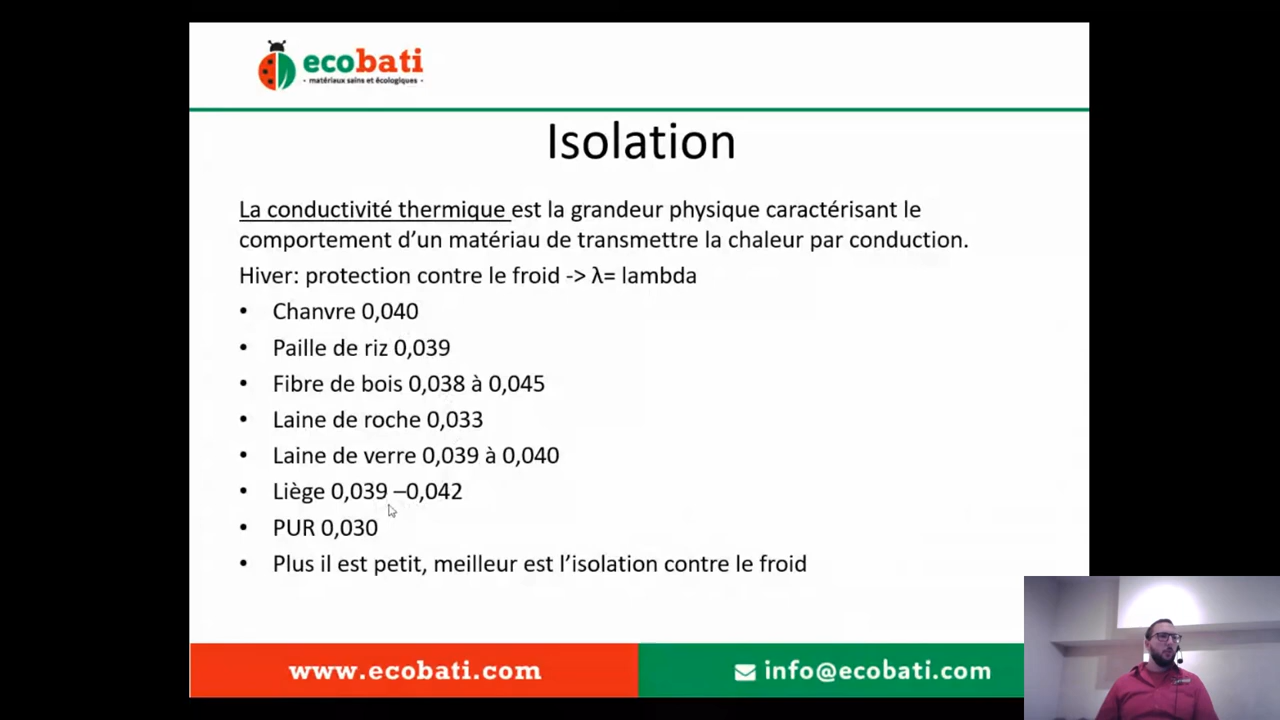 ecobati
• matériaux sains et écologiques •
Isolation
La conductivité thermique est la grandeur physique caractérisant le
comportement d’un matériau de transmettre la chaleur par conduction.
Hiver: protection contre le froid -> λ= lambda
• Chanvre 0,040
• Paille de riz 0,039
• Fibre de bois 0,038 à 0,045
• Laine de roche 0,033
• Laine de verre 0,039 à 0,040
• Liège 0,039 –0,042
• PUR 0,030
• Plus il est petit, meilleur est l’isolation contre le froid
www.ecobati.com
info@ecobati.com